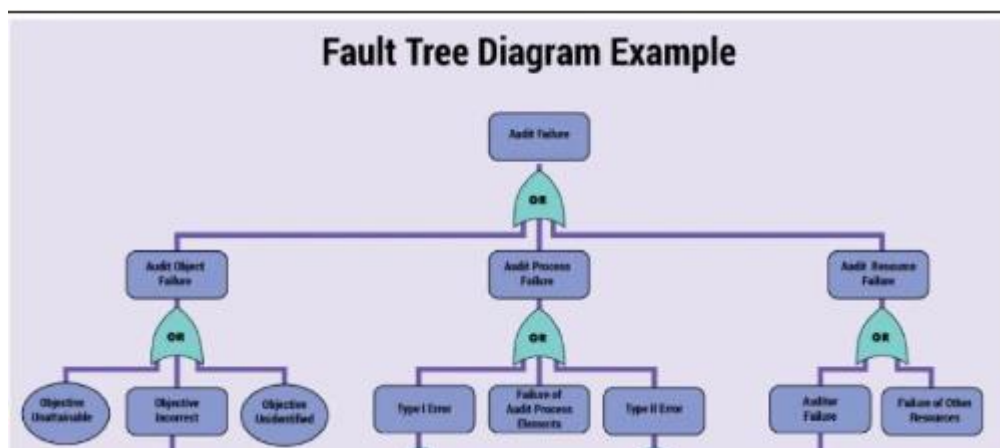 Fault Tree Diagram Example
Audit Failure
OR
Audit Object
Failure
Audit Process
Failure
Audit Resource
Failure
OR
OR
OR
Objective
Unattainable
Objective
Incorrect
Objective
Unidentified
Type I Error
Failure of
Audit Process
Elements
Type II Error
Auditor
Failure
Failure of Other
Resources